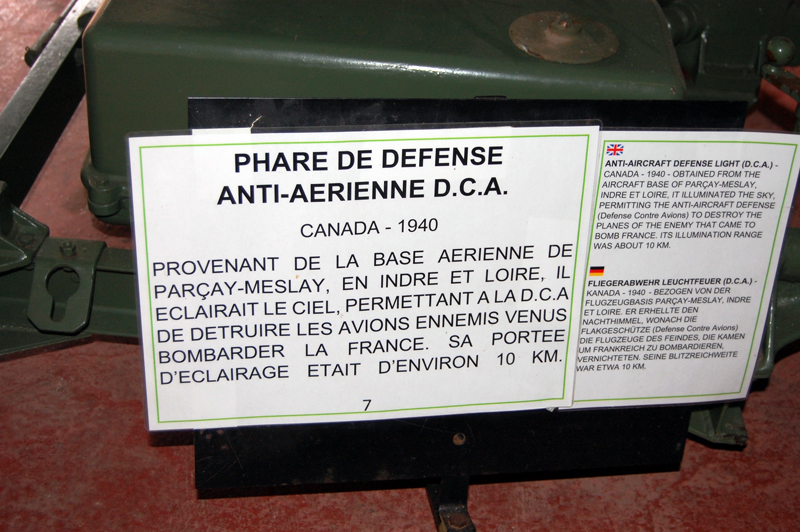 PHARE DE DEFENSE
ANTI-AERIENNE D.C.A.
CANADA - 1940
PROVENANT DE LA BASE AERIENNE DE
PARÇAY-MESLAY, EN INDRE ET LOIRE, IL
ECLAIRAIT LE CIEL, PERMETTANT A LA D.C.A
DE DETRUIRE LES AVIONS ENNEMIS VENUS
BOMBARDER LA FRANCE. SA PORTEE
D'ECLAIRAGE ETAIT D'ENVIRON 10 KM.
7
ANTI-AIRCRAFT DEFENSE LIGHT (D.C.A.) -
CANADA - 1940 - OBTAINED FROM THE
AIRCRAFT BASE OF PARÇAY-MESLAY,
INDRE ET LOIRE, IT ILLUMINATED THE SKY,
PERMITTING THE ANTI-AIRCRAFT DEFENSE
(Defense Contre Avions) TO DESTROY THE
PLANES OF THE ENEMY THAT CAME TO
BOMB FRANCE. ITS ILLUMINATION RANGE
WAS ABOUT 10 KM.
FLIEGERABWEHR LEUCHTFEUER (D.C.A.) -
KANADA - 1940 - BEZOGEN VON DER
FLUGZEUGBASIS PARÇAY-MESLAY, INDRE
ET LOIRE. ER ERHELLTE DEN
NACHTHIMMEL, WONACH DIE
FLAKGESCHÜTZE (Defense Contre Avions)
DIE FLUGZEUGE DES FEINDES, DIE KAMEN
UM FRANKREICH ZU BOMBARDIEREN,
VERNICHTETEN. SEINE BLITZREICHWEITE
WAR ETWA 10 KM.